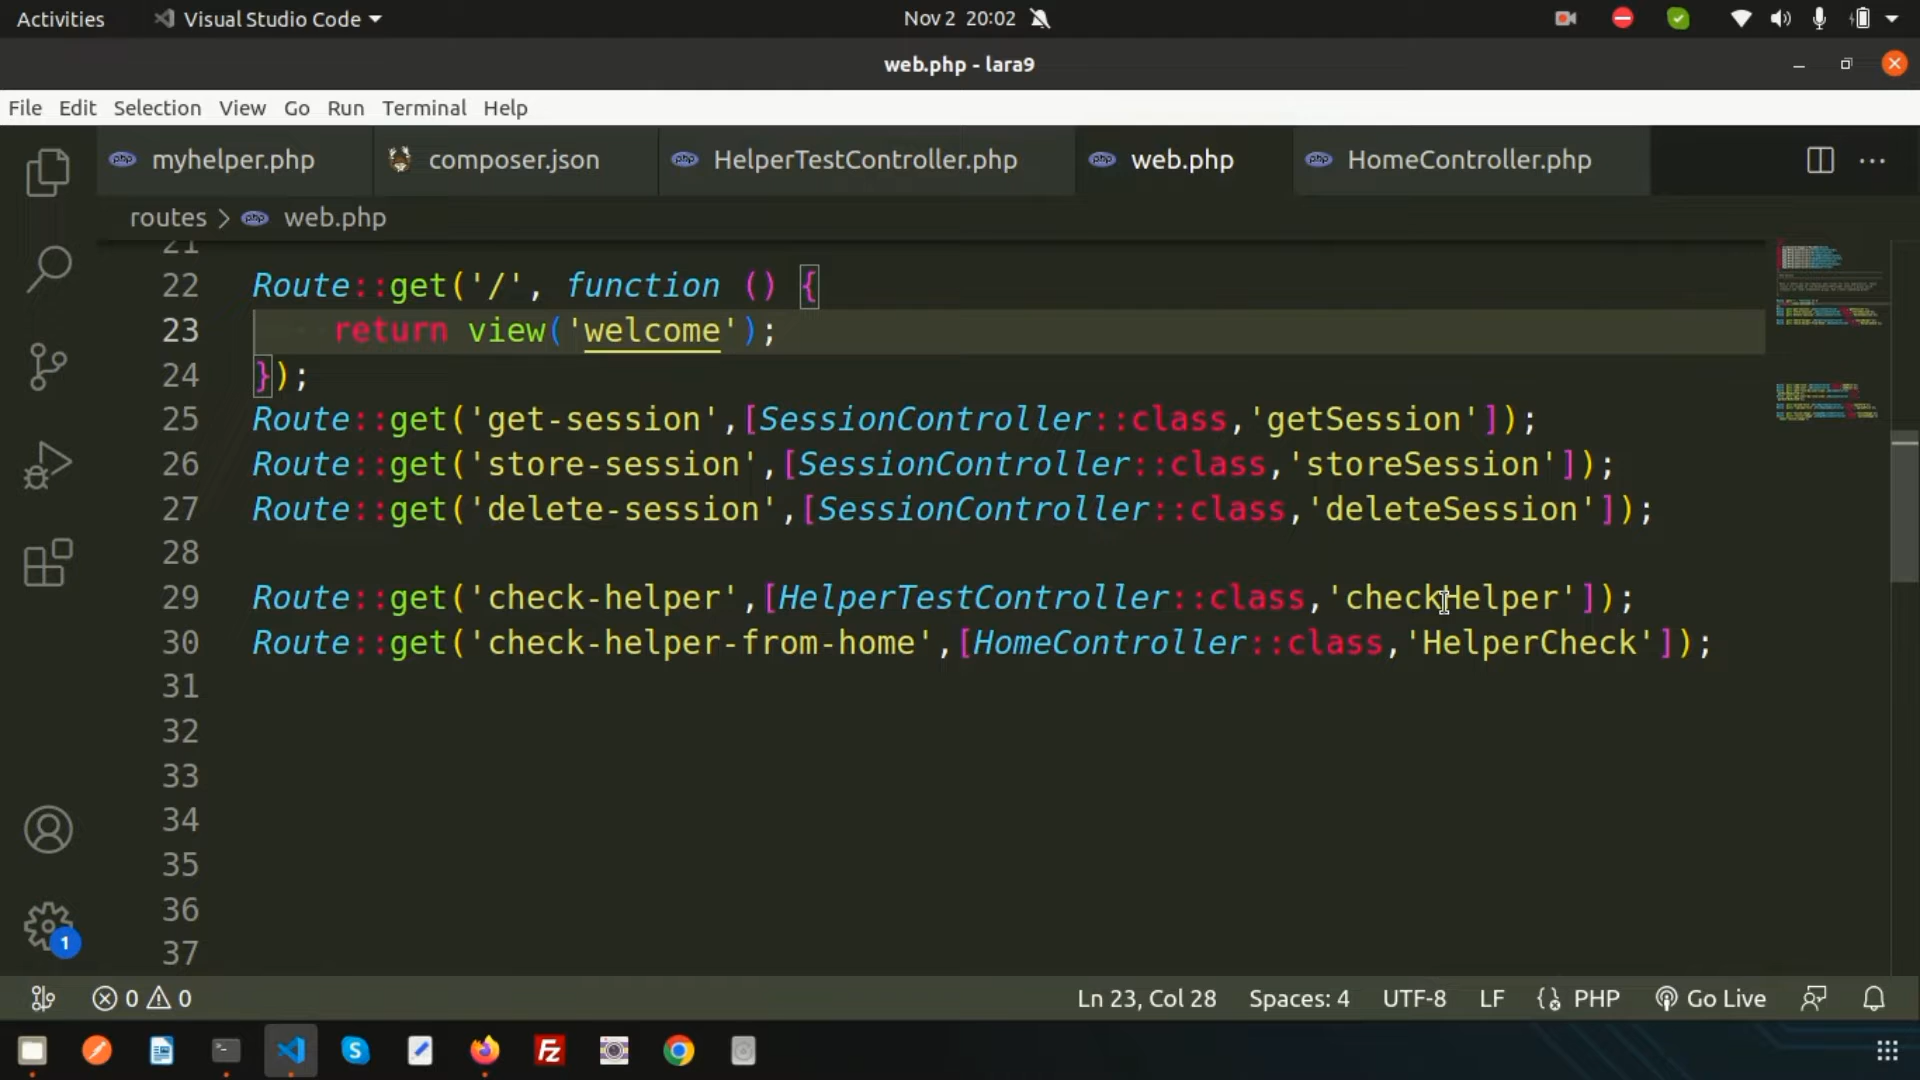 Activities Visual Studio Code Nov 2 20:02
web.php - lara9
File Edit Selection View Go Run Terminal Help
myhelper.php composer.json HelperTestController.php web.php HomeController.php
routes > web.php
21
22 Route::get('/', function () {
23 return view('welcome');
24 });
25 Route::get('get-session',[SessionController::class,'getSession']);
26 Route::get('store-session',[SessionController::class,'storeSession']);
27 Route::get('delete-session',[SessionController::class,'deleteSession']);
28
29 Route::get('check-helper',[HelperTestController::class,'checkHelper']);
30 Route::get('check-helper-from-home',[HomeController::class,'HelperCheck']);
31
32
33
34
35
36
37
1
0 0 Ln 23, Col 28 Spaces: 4 UTF-8 LF PHP Go Live